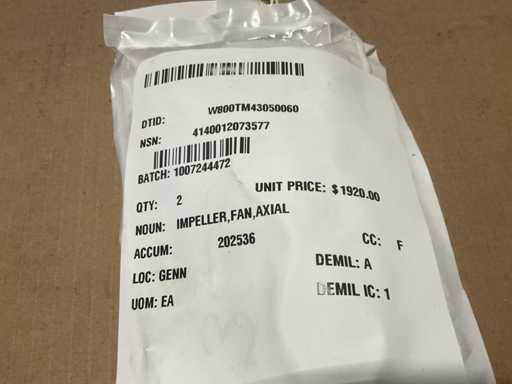 DTID: W800TM43050060
NSN: 4140012073577
BATCH: 1007244472
QTY: 2 UNIT PRICE: $1920.00
NOUN: IMPELLER,FAN,AXIAL
ACCUM: 202536 CC: F
LOC: GENN DEMIL: A
UOM: EA DEMIL IC: 1